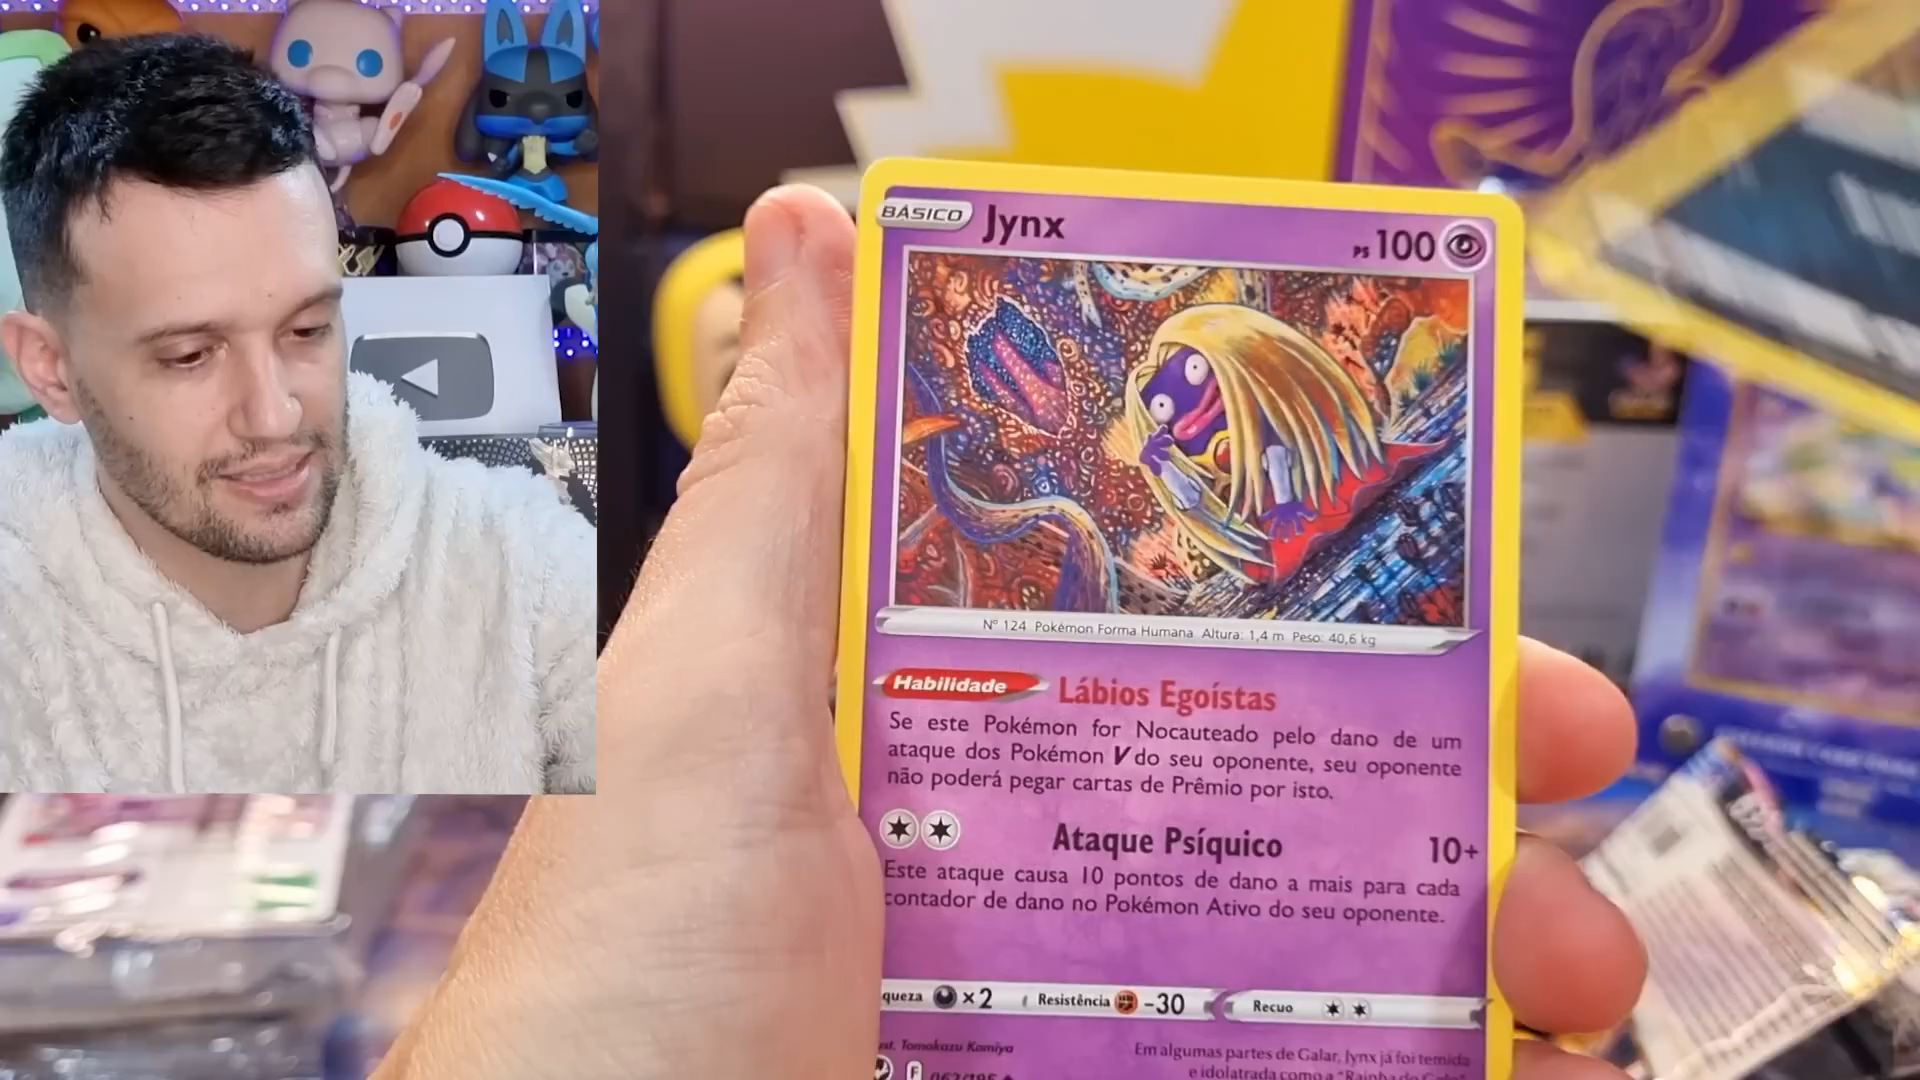 BÁSICO Jynx PS 100
Nº 124 Pokémon Forma Humana Altura: 1,4 m Peso: 40,6 kg
Habilidade Lábios Egoístas
Se este Pokémon for Nocauteado pelo dano de um
ataque dos Pokémon V do seu oponente, seu oponente
não poderá pegar cartas de Prêmio por isto.
Ataque Psíquico 10+
Este ataque causa 10 pontos de dano a mais para cada
contador de dano no Pokémon Ativo do seu oponente.
queza ×2 Resistência -30 Recuo
st. Tomokazu Komiya
Em algumas partes de Galar, Jynx já foi temida
F
e idolatrada como a "Rainha do